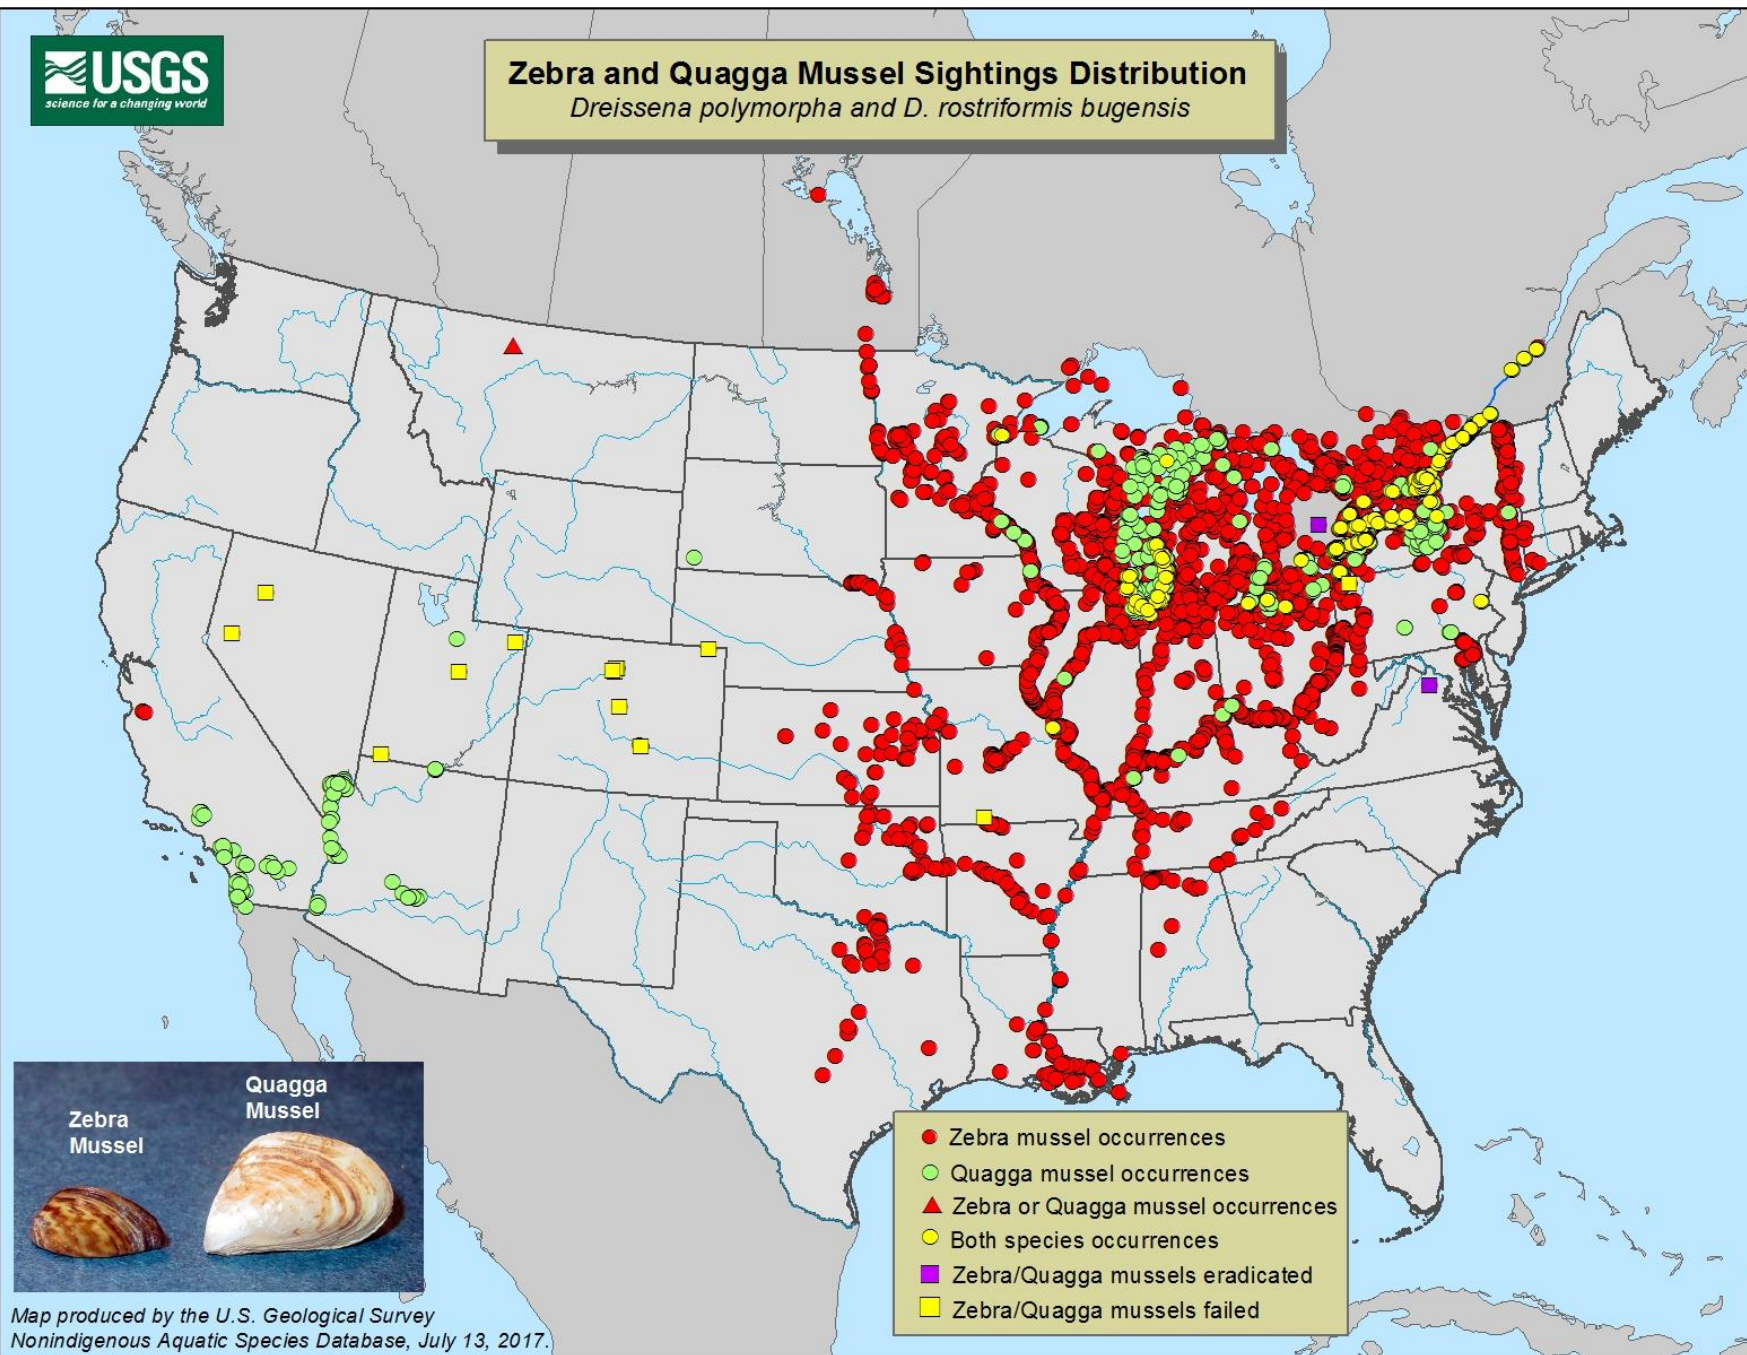 USGS
science for a changing world
Zebra and Quagga Mussel Sightings Distribution
Dreissena polymorpha and D. rostriformis bugensis
Zebra
Mussel
Quagga
Mussel
Zebra mussel occurrences
Quagga mussel occurrences
Zebra or Quagga mussel occurrences
Both species occurrences
Zebra/Quagga mussels eradicated
Zebra/Quagga mussels failed
Map produced by the U.S. Geological Survey
Nonindigenous Aquatic Species Database, July 13, 2017.